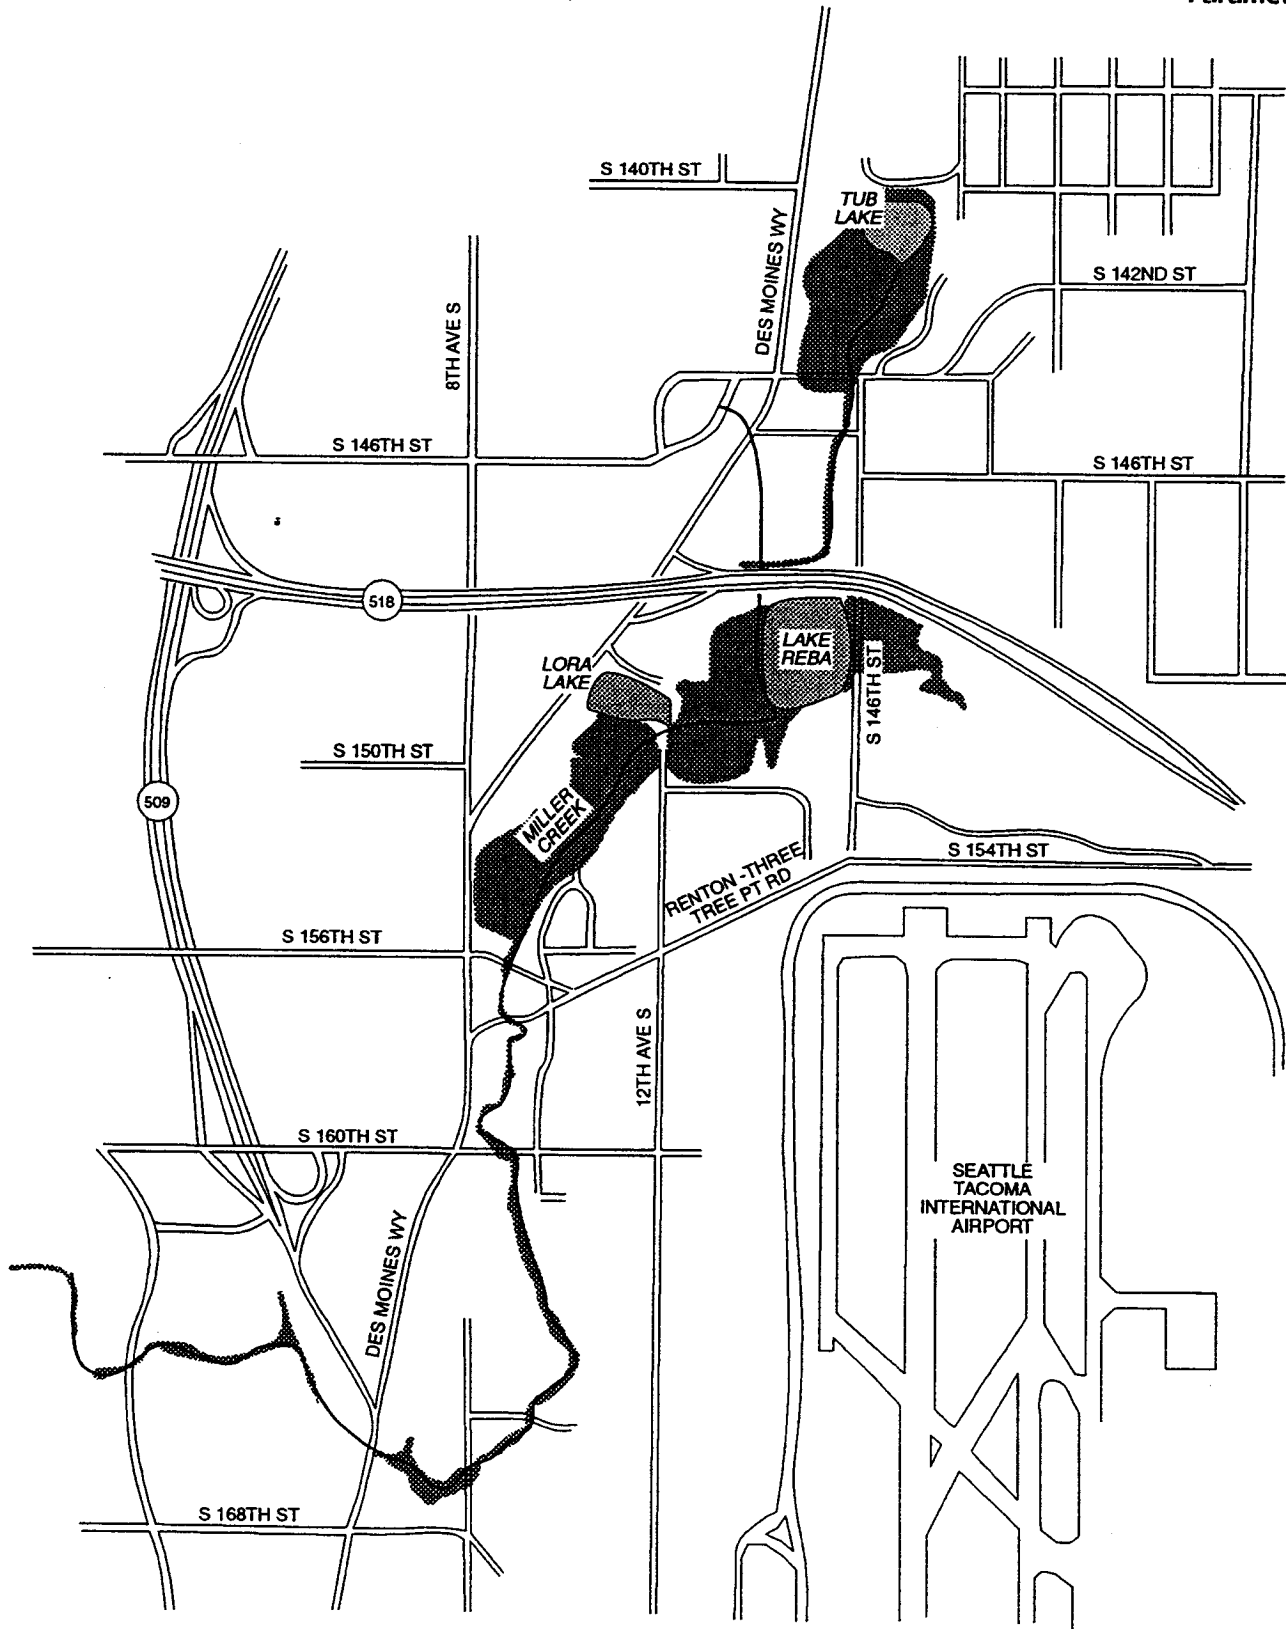 S 140TH ST
TUB
LAKE
DES MOINES WY
S 142ND ST
8TH AVE S
S 146TH ST
S 146TH ST
518
LAKE
REBA
LORA
LAKE
S 146TH ST
S 150TH ST
509
MILLER
CREEK
S 154TH ST
RENTON -THREE
TREE PT RD
S 156TH ST
12TH AVE S
S 160TH ST
SEATTLE
TACOMA
INTERNATIONAL
AIRPORT
DES MOINES WY
S 168TH ST